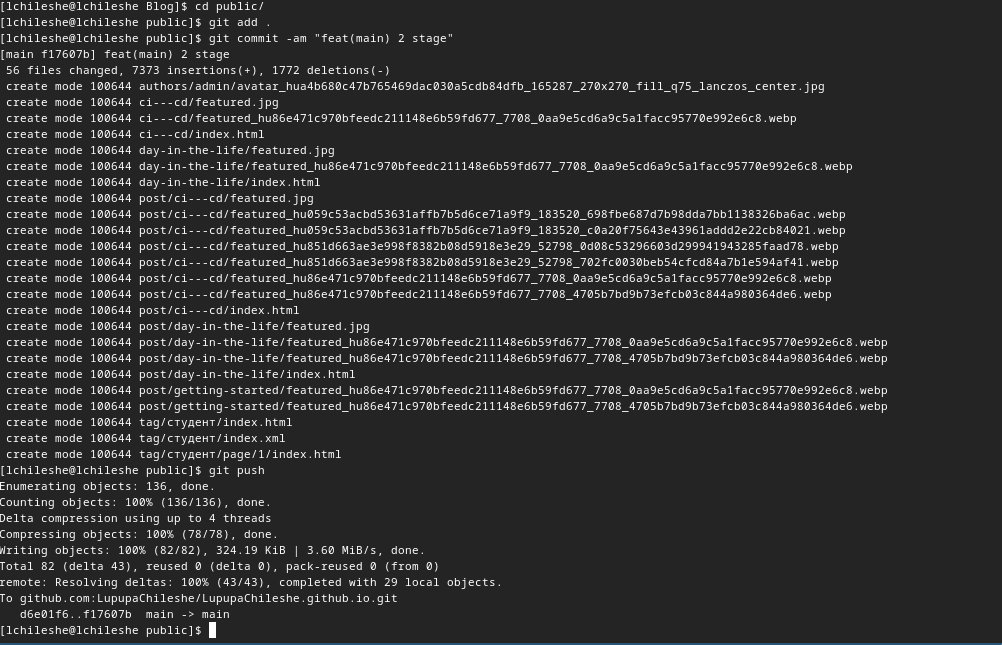 [lchileshe@lchileshe Blog]$ cd public/
[lchileshe@lchileshe public]$ git add .
[lchileshe@lchileshe public]$ git commit -am "feat(main) 2 stage"
[main f17607b] feat(main) 2 stage
 56 files changed, 7373 insertions(+), 1772 deletions(-)
 create mode 100644 authors/admin/avatar_hua4b680c47b765469dac030a5cdb84dfb_165287_270x270_fill_q75_lanczos_center.jpg
 create mode 100644 ci---cd/featured.jpg
 create mode 100644 ci---cd/featured_hu86e471c970bfeedc211148e6b59fd677_7708_0aa9e5cd6a9c5a1facc95770e992e6c8.webp
 create mode 100644 ci---cd/index.html
 create mode 100644 day-in-the-life/featured.jpg
 create mode 100644 day-in-the-life/featured_hu86e471c970bfeedc211148e6b59fd677_7708_0aa9e5cd6a9c5a1facc95770e992e6c8.webp
 create mode 100644 day-in-the-life/index.html
 create mode 100644 post/ci---cd/featured.jpg
 create mode 100644 post/ci---cd/featured_hu059c53acbd53631affb7b5d6ce71a9f9_183520_698fbe687d7b98dda7bb1138326ba6ac.webp
 create mode 100644 post/ci---cd/featured_hu059c53acbd53631affb7b5d6ce71a9f9_183520_c0a20f75643e43961addd2e22cb84021.webp
 create mode 100644 post/ci---cd/featured_hu851d663ae3e998f8382b08d5918e3e29_52798_0d08c53296603d299941943285faad78.webp
 create mode 100644 post/ci---cd/featured_hu851d663ae3e998f8382b08d5918e3e29_52798_702fc0030beb54cfcd84a7b1e594af41.webp
 create mode 100644 post/ci---cd/featured_hu86e471c970bfeedc211148e6b59fd677_7708_0aa9e5cd6a9c5a1facc95770e992e6c8.webp
 create mode 100644 post/ci---cd/featured_hu86e471c970bfeedc211148e6b59fd677_7708_4705b7bd9b73efcb03c844a980364de6.webp
 create mode 100644 post/ci---cd/index.html
 create mode 100644 post/day-in-the-life/featured.jpg
 create mode 100644 post/day-in-the-life/featured_hu86e471c970bfeedc211148e6b59fd677_7708_0aa9e5cd6a9c5a1facc95770e992e6c8.webp
 create mode 100644 post/day-in-the-life/featured_hu86e471c970bfeedc211148e6b59fd677_7708_4705b7bd9b73efcb03c844a980364de6.webp
 create mode 100644 post/day-in-the-life/index.html
 create mode 100644 post/getting-started/featured_hu86e471c970bfeedc211148e6b59fd677_7708_0aa9e5cd6a9c5a1facc95770e992e6c8.webp
 create mode 100644 post/getting-started/featured_hu86e471c970bfeedc211148e6b59fd677_7708_4705b7bd9b73efcb03c844a980364de6.webp
 create mode 100644 tag/студент/index.html
 create mode 100644 tag/студент/index.xml
 create mode 100644 tag/студент/page/1/index.html
[lchileshe@lchileshe public]$ git push
Enumerating objects: 136, done.
Counting objects: 100% (136/136), done.
Delta compression using up to 4 threads
Compressing objects: 100% (78/78), done.
Writing objects: 100% (82/82), 324.19 KiB | 3.60 MiB/s, done.
Total 82 (delta 43), reused 0 (delta 0), pack-reused 0 (from 0)
remote: Resolving deltas: 100% (43/43), completed with 29 local objects.
To github.com:LupupaChileshe/LupupaChileshe.github.io.git
   d6e01f6..f17607b  main -> main
[lchileshe@lchileshe public]$